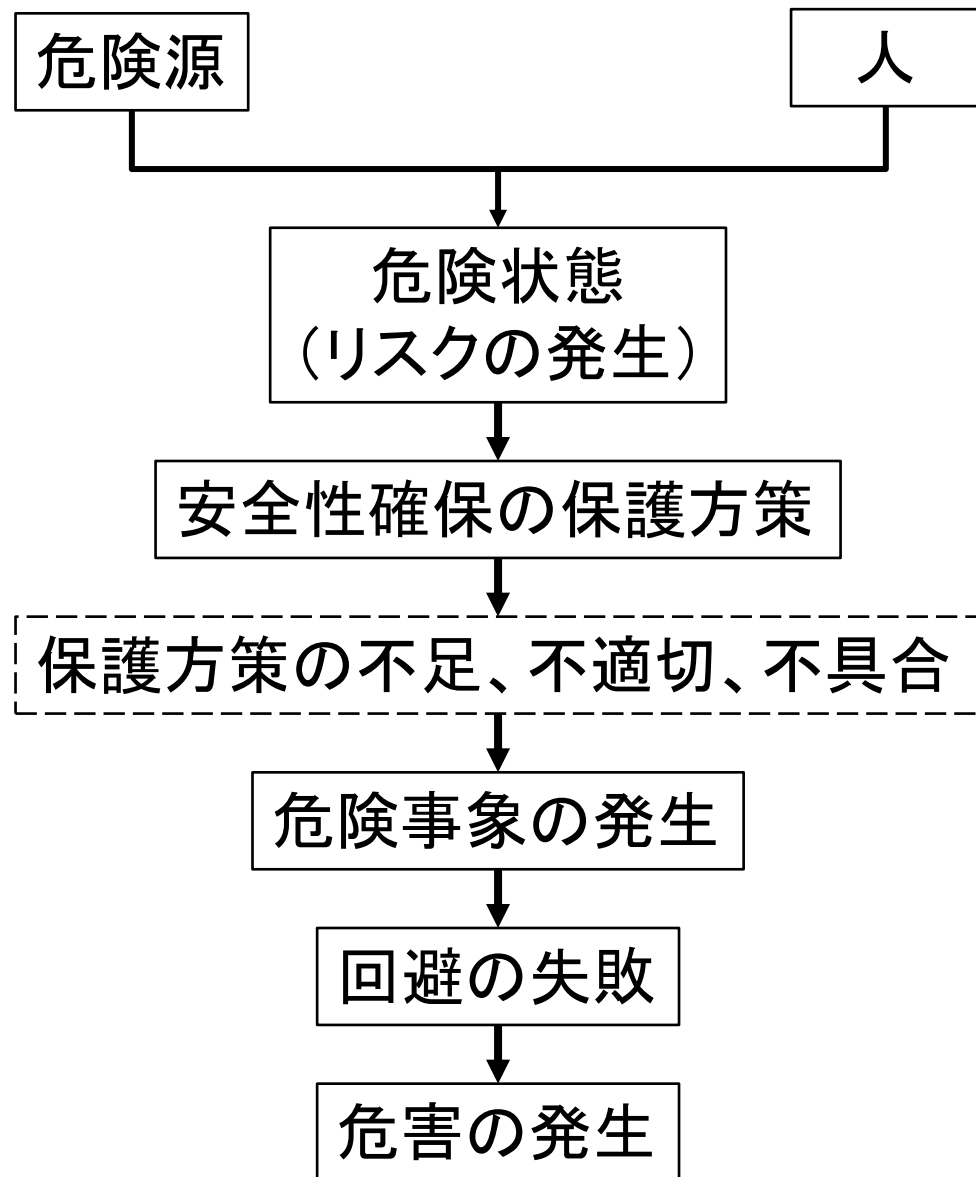 危険源
人
危険状態
（リスクの発生）
安全性確保の保護方策
保護方策の不足、不適切、不具合
危険事象の発生
回避の失敗
危害の発生